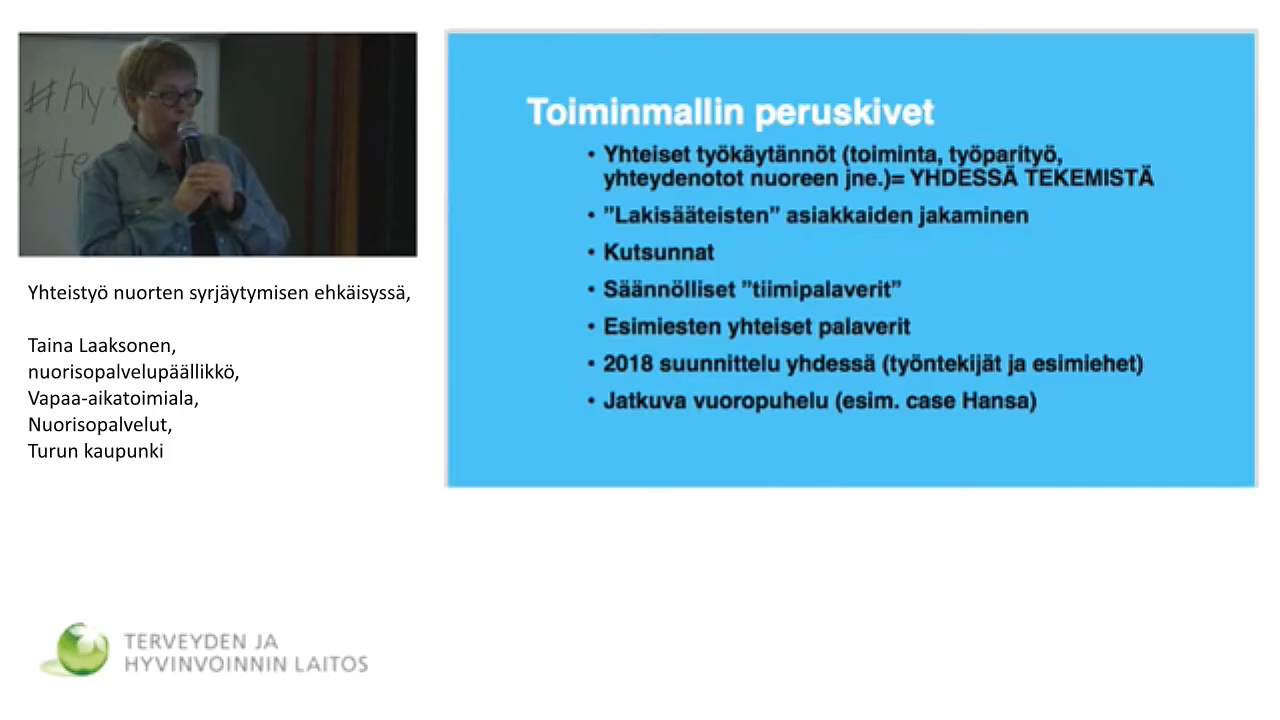 #hy
#te
Yhteistyö nuorten syrjäytymisen ehkäisyssä,
Taina Laaksonen,
nuorisopalvelupäällikkö,
Vapaa-aikatoimiala,
Nuorisopalvelut,
Turun kaupunki
Toiminmallin peruskivet
• Yhteiset työkäytännöt (toiminta, työparityö,
yhteydenotot nuoreen jne.)= YHDESSÄ TEKEMISTÄ
• ”Lakisääteisten” asiakkaiden jakaminen
• Kutsunnat
• Säännölliset ”tiimipalaverit”
• Esimiesten yhteiset palaverit
• 2018 suunnittelu yhdessä (työntekijät ja esimiehet)
• Jatkuva vuoropuhelu (esim. case Hansa)
TERVEYDEN JA
HYVINVOINNIN LAITOS